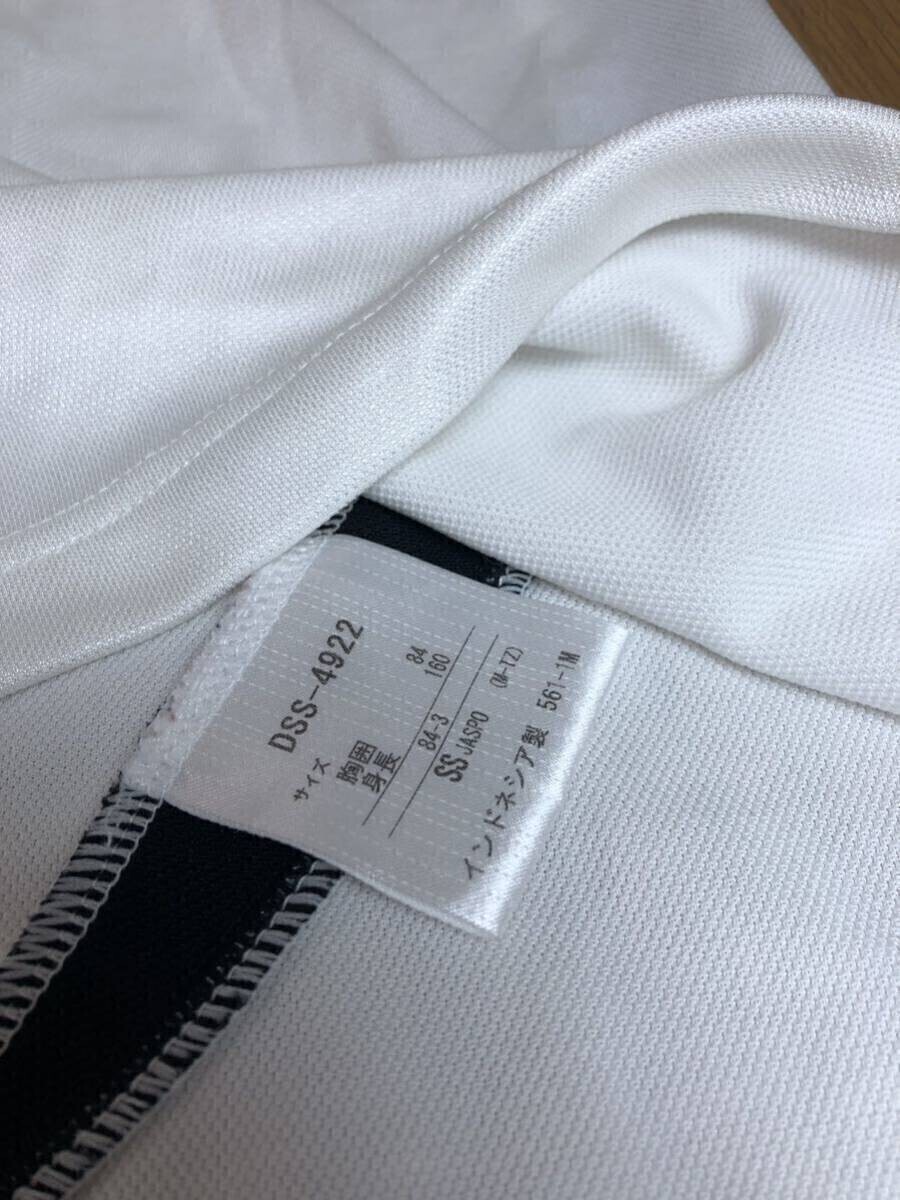 DSS-4922
サイズ
胸囲 84
身長 160
84-3
SS JASPO (M-TZ)
インドネシア製 561-1M